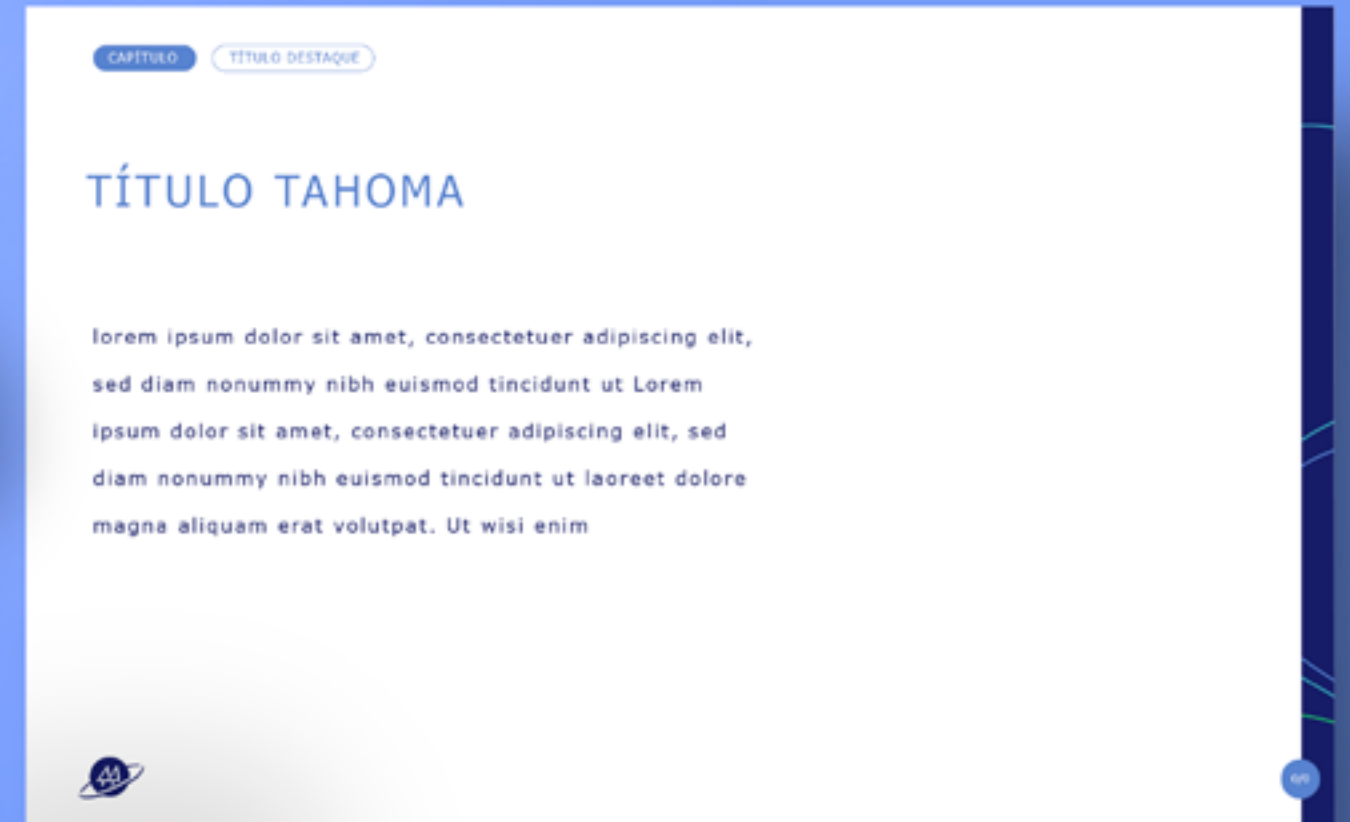 CAPÍTULO TÍTULO DESTAQUE
TÍTULO TAHOMA
lorem ipsum dolor sit amet, consectetuer adipiscing elit,
sed diam nonummy nibh euismod tincidunt ut Lorem
ipsum dolor sit amet, consectetuer adipiscing elit, sed
diam nonummy nibh euismod tincidunt ut laoreet dolore
magna aliquam erat volutpat. Ut wisi enim